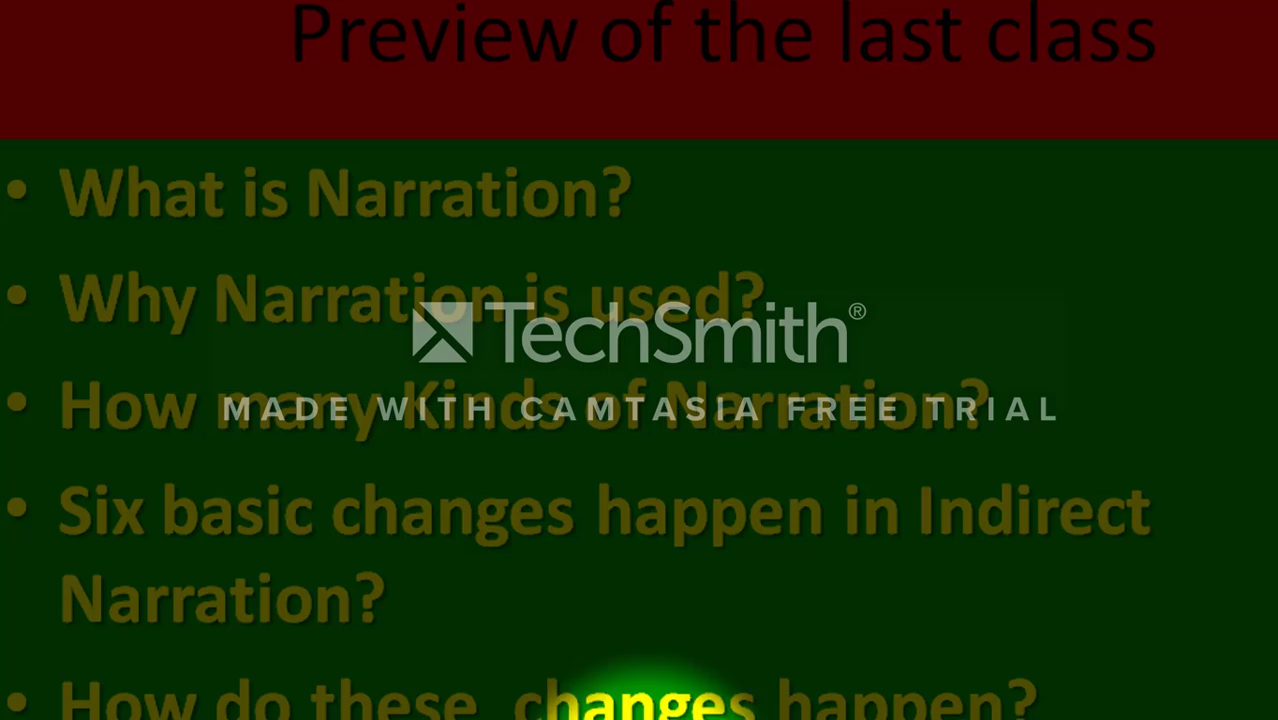 Preview of the last class
• What is Narration?
• Why Narration is used?
TechSmith®
• How many Kinds of Narration?
MADE WITH CAMTASIA FREE TRIAL
• Six basic changes happen in Indirect
Narration?
• How do these changes happen?